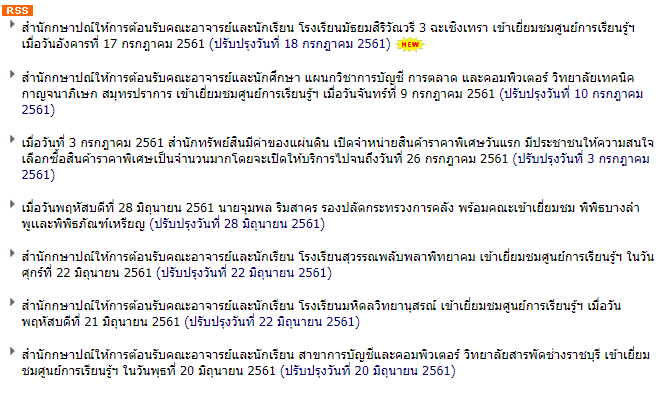 RSS
สำนักกษาปณ์ให้การต้อนรับคณะอาจารย์และนักเรียน โรงเรียนมัธยมสิริวัณวรี 3 ฉะเชิงเทรา เข้าเยี่ยมชมศูนย์การเรียนรู้ฯ
เมื่อวันอังคารที่ 17 กรกฎาคม 2561 (ปรับปรุงวันที่ 18 กรกฎาคม 2561) NEW
สำนักกษาปณ์ให้การต้อนรับคณะอาจารย์และนักศึกษา แผนกวิชาการบัญชี การตลาด และคอมพิวเตอร์ วิทยาลัยเทคนิค
กาญจนาภิเษก สมุทรปราการ เข้าเยี่ยมชมศูนย์การเรียนรู้ฯ เมื่อวันจันทร์ที่ 9 กรกฎาคม 2561 (ปรับปรุงวันที่ 10 กรกฎาคม
2561)
เมื่อวันที่ 3 กรกฎาคม 2561 สำนักทรัพย์สินมีค่าของแผ่นดิน เปิดจำหน่ายสินค้าราคาพิเศษวันแรก มีประชาชนให้ความสนใจ
เลือกซื้อสินค้าราคาพิเศษเป็นจำนวนมากโดยจะเปิดให้บริการไปจนถึงวันที่ 26 กรกฎาคม 2561 (ปรับปรุงวันที่ 3 กรกฎาคม
2561)
เมื่อวันพฤหัสบดีที่ 28 มิถุนายน 2561 นายจุมพล ริมสาคร รองปลัดกระทรวงการคลัง พร้อมคณะเข้าเยี่ยมชม พิพิธบางลำ
พูและพิพิธภัณฑ์เหรียญ (ปรับปรุงวันที่ 28 มิถุนายน 2561)
สำนักกษาปณ์ให้การต้อนรับคณะอาจารย์และนักเรียน โรงเรียนสุวรรณพลับพลาพิทยาคม เข้าเยี่ยมชมศูนย์การเรียนรู้ฯ ในวัน
ศุกร์ที่ 22 มิถุนายน 2561 (ปรับปรุงวันที่ 22 มิถุนายน 2561)
สำนักกษาปณ์ให้การต้อนรับคณะอาจารย์และนักเรียน โรงเรียนมหิดลวิทยานุสรณ์ เข้าเยี่ยมชมศูนย์การเรียนรู้ฯ เมื่อวัน
พฤหัสบดีที่ 21 มิถุนายน 2561 (ปรับปรุงวันที่ 22 มิถุนายน 2561)
สำนักกษาปณ์ให้การต้อนรับคณะอาจารย์และนักเรียน สาขาการบัญชีและคอมพิวเตอร์ วิทยาลัยสารพัดช่างราชบุรี เข้าเยี่ยม
ชมศูนย์การเรียนรู้ฯ ในวันพุธที่ 20 มิถุนายน 2561 (ปรับปรุงวันที่ 20 มิถุนายน 2561)